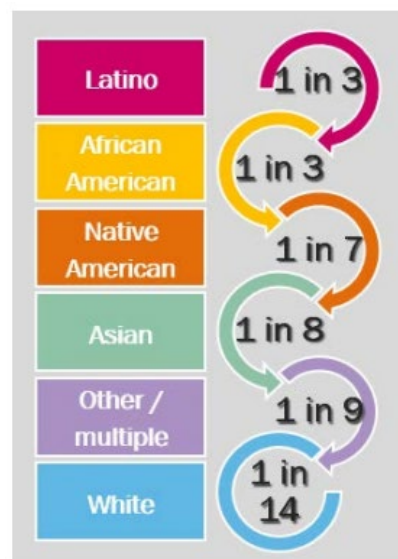 Latino
1 in 3
African
American
1 in 3
Native
American
1 in 7
Asian
1 in 8
Other /
multiple
1 in 9
White
1 in
14